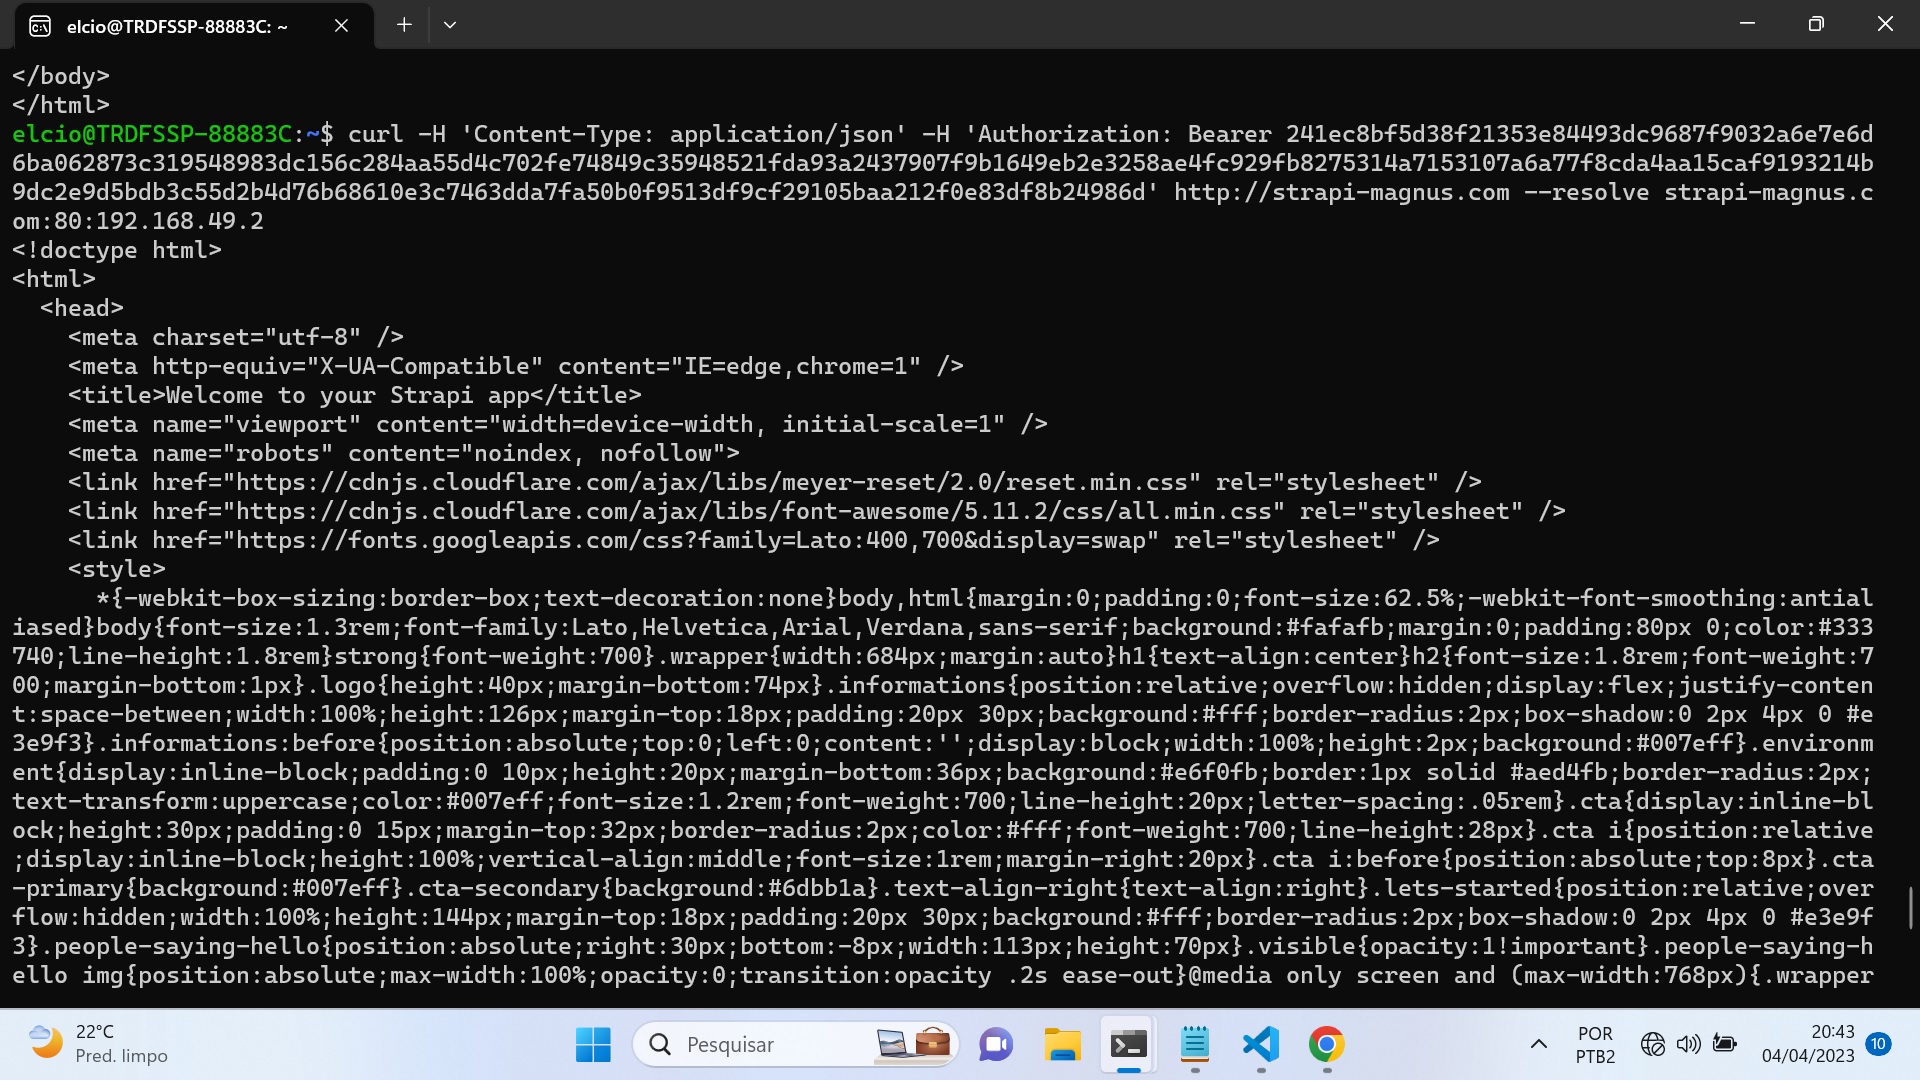 elcio@TRDFSSP-88883C: ~
</body>
</html>
elcio@TRDFSSP-88883C:~$ curl -H 'Content-Type: application/json' -H 'Authorization: Bearer 241ec8bf5d38f21353e84493dc9687f9032a6e7e6d
6ba062873c319548983dc156c284aa55d4c702fe74849c35948521fda93a2437907f9b1649eb2e3258ae4fc929fb8275314a7153107a6a77f8cda4aa15caf9193214b
9dc2e9d5bdb3c55d2b4d76b68610e3c7463dda7fa50b0f9513df9cf29105baa212f0e83df8b24986d' http://strapi-magnus.com --resolve strapi-magnus.c
om:80:192.168.49.2
<!doctype html>
<html>
  <head>
    <meta charset="utf-8" />
    <meta http-equiv="X-UA-Compatible" content="IE=edge,chrome=1" />
    <title>Welcome to your Strapi app</title>
    <meta name="viewport" content="width=device-width, initial-scale=1" />
    <meta name="robots" content="noindex, nofollow">
    <link href="https://cdnjs.cloudflare.com/ajax/libs/meyer-reset/2.0/reset.min.css" rel="stylesheet" />
    <link href="https://cdnjs.cloudflare.com/ajax/libs/font-awesome/5.11.2/css/all.min.css" rel="stylesheet" />
    <link href="https://fonts.googleapis.com/css?family=Lato:400,700&display=swap" rel="stylesheet" />
    <style>
      *{-webkit-box-sizing:border-box;text-decoration:none}body,html{margin:0;padding:0;font-size:62.5%;-webkit-font-smoothing:antial
iased}body{font-size:1.3rem;font-family:Lato,Helvetica,Arial,Verdana,sans-serif;background:#fafafb;margin:0;padding:80px 0;color:#333
740;line-height:1.8rem}strong{font-weight:700}.wrapper{width:684px;margin:auto}h1{text-align:center}h2{font-size:1.8rem;font-weight:7
00;margin-bottom:1px}.logo{height:40px;margin-bottom:74px}.informations{position:relative;overflow:hidden;display:flex;justify-conten
t:space-between;width:100%;height:126px;margin-top:18px;padding:20px 30px;background:#fff;border-radius:2px;box-shadow:0 2px 4px 0 #e
3e9f3}.informations:before{position:absolute;top:0;left:0;content:'';display:block;width:100%;height:2px;background:#007eff}.environm
ent{display:inline-block;padding:0 10px;height:20px;margin-bottom:36px;background:#e6f0fb;border:1px solid #aed4fb;border-radius:2px;
text-transform:uppercase;color:#007eff;font-size:1.2rem;font-weight:700;line-height:20px;letter-spacing:.05rem}.cta{display:inline-bl
ock;height:30px;padding:0 15px;margin-top:32px;border-radius:2px;color:#fff;font-weight:700;line-height:28px}.cta i{position:relative
;display:inline-block;height:100%;vertical-align:middle;font-size:1rem;margin-right:20px}.cta i:before{position:absolute;top:8px}.cta
-primary{background:#007eff}.cta-secondary{background:#6dbb1a}.text-align-right{text-align:right}.lets-started{position:relative;over
flow:hidden;width:100%;height:144px;margin-top:18px;padding:20px 30px;background:#fff;border-radius:2px;box-shadow:0 2px 4px 0 #e3e9f
3}.people-saying-hello{position:absolute;right:30px;bottom:-8px;width:113px;height:70px}.visible{opacity:1!important}.people-saying-h
ello img{position:absolute;max-width:100%;opacity:0;transition:opacity .2s ease-out}@media only screen and (max-width:768px){.wrapper
22°C
Pred. limpo
Pesquisar
POR
PTB2
20:43
04/04/2023
10